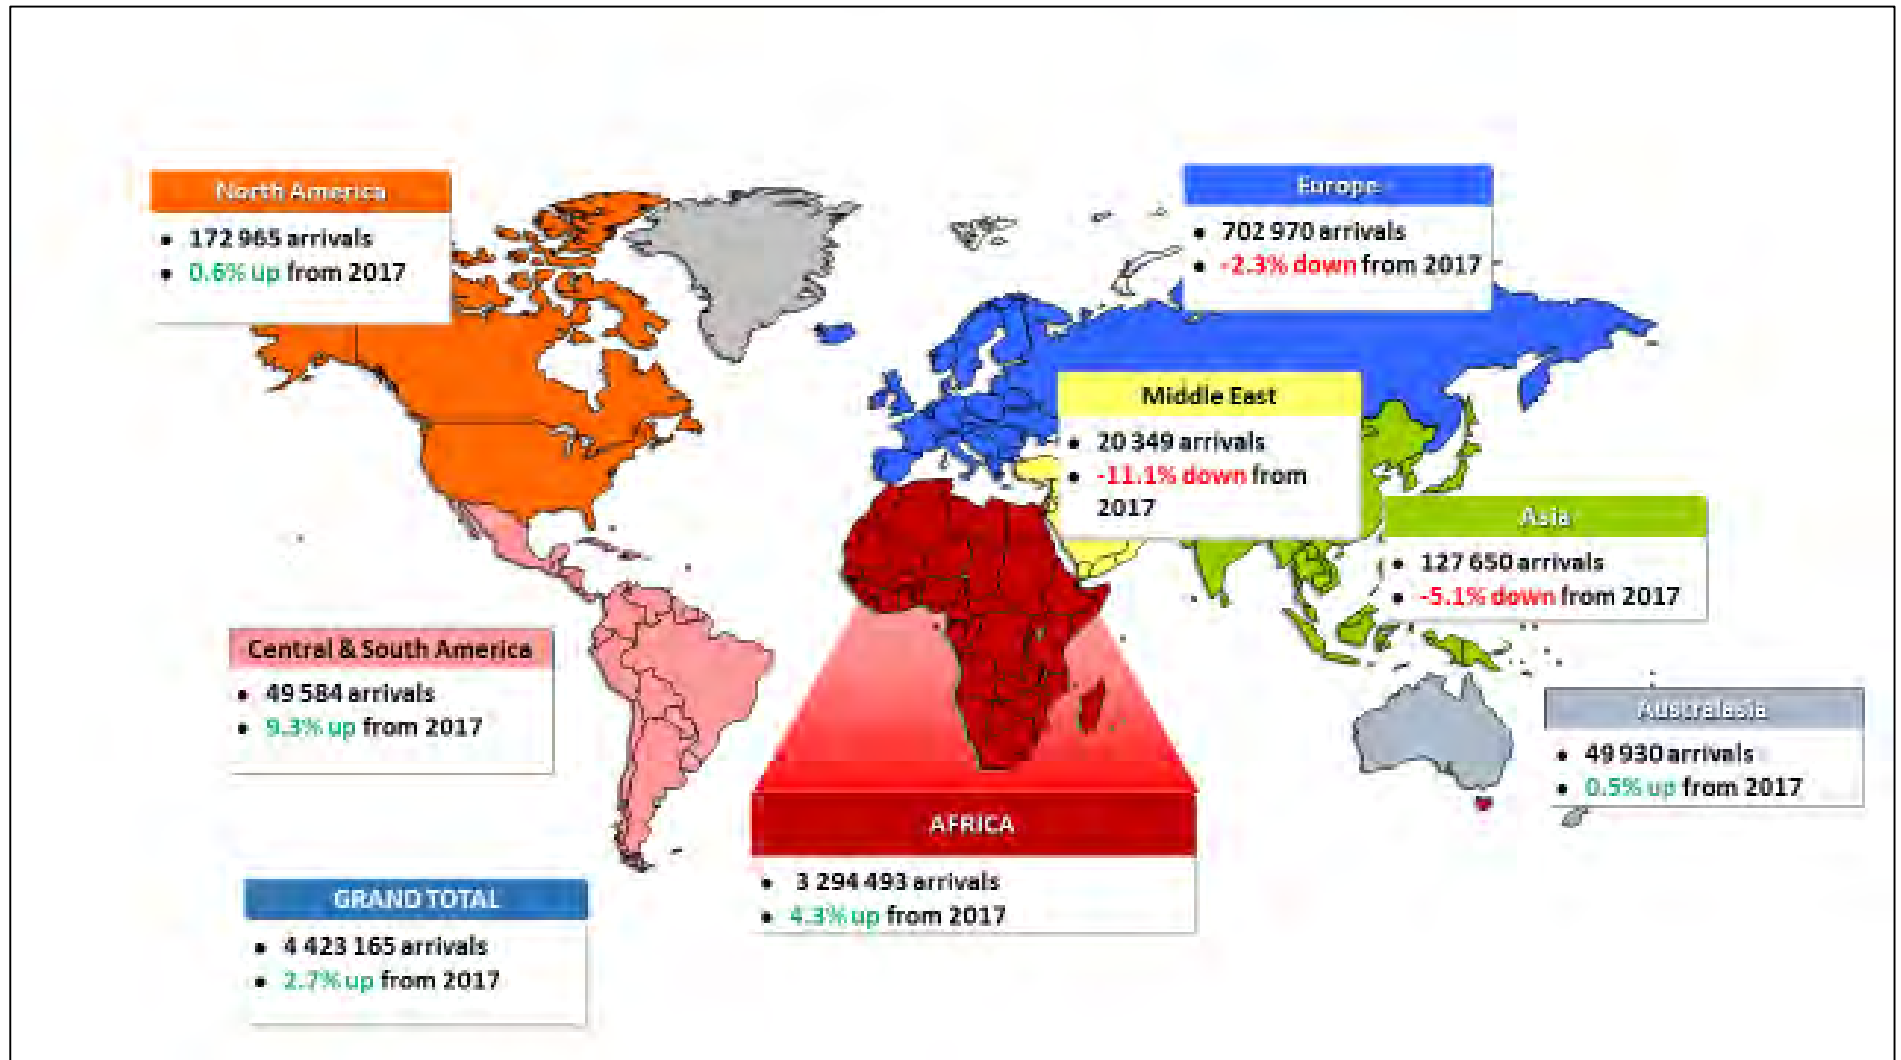 North America
• 172 965 arrivals
• 0.6% up from 2017
Europe
• 702 970 arrivals
• -2.3% down from 2017
Middle East
• 20 349 arrivals
• -11.1% down from
2017
Asia
• 127 650 arrivals
• -5.1% down from 2017
Central & South America
• 49 584 arrivals
• 9.3% up from 2017
Australasia
• 49 930 arrivals
• 0.5% up from 2017
AFRICA
• 3 294 493 arrivals
• 4.3% up from 2017
GRAND TOTAL
• 4 423 165 arrivals
• 2.7% up from 2017